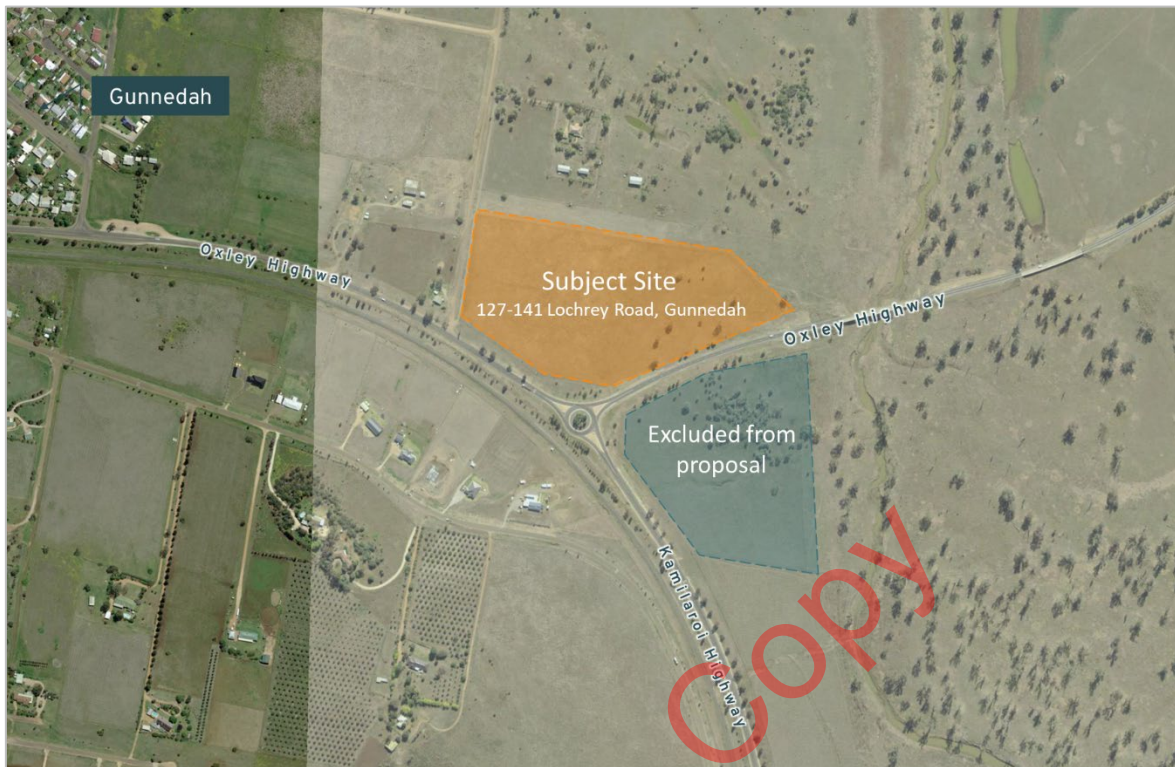 Gunnedah
Oxley Highway
Subject Site
127-141 Lochrey Road, Gunnedah
Oxley Highway
Excluded from
proposal
Kamilaroi Highway
Copy